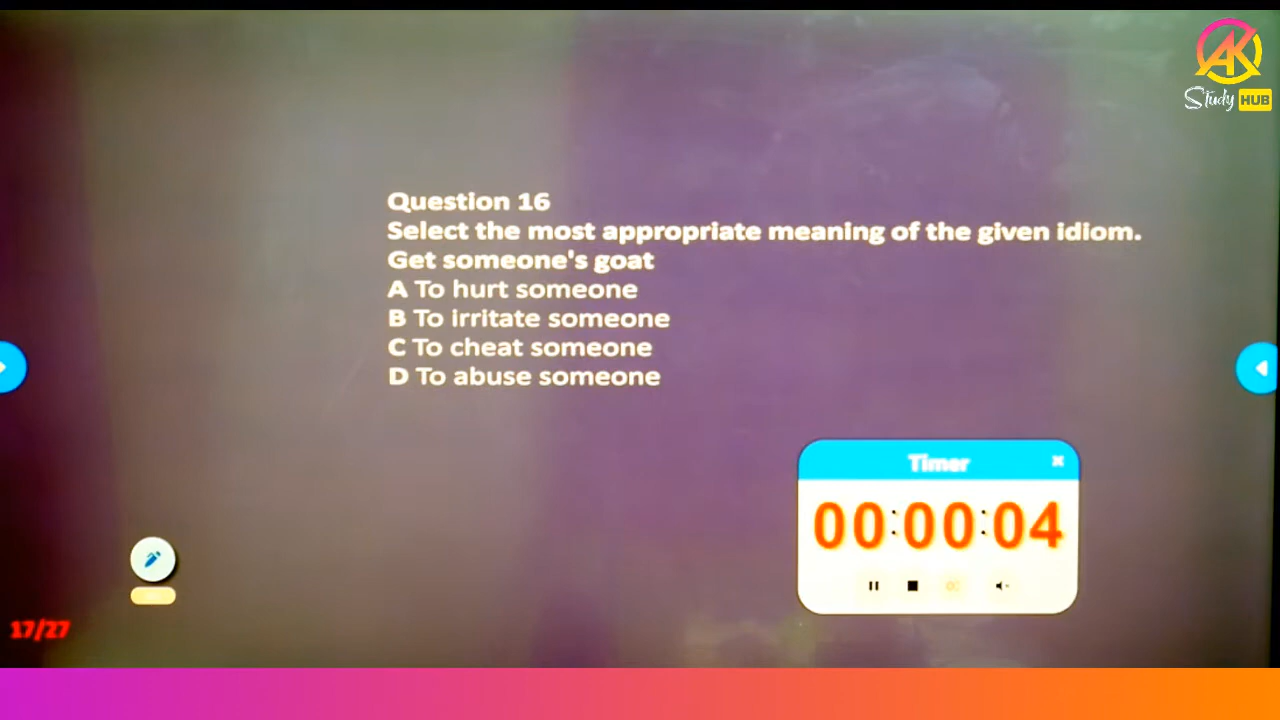 AK
Study HUB
Question 16
Select the most appropriate meaning of the given idiom.
Get someone's goat
A To hurt someone
B To irritate someone
C To cheat someone
D To abuse someone
Timer
00:00:04
17/27